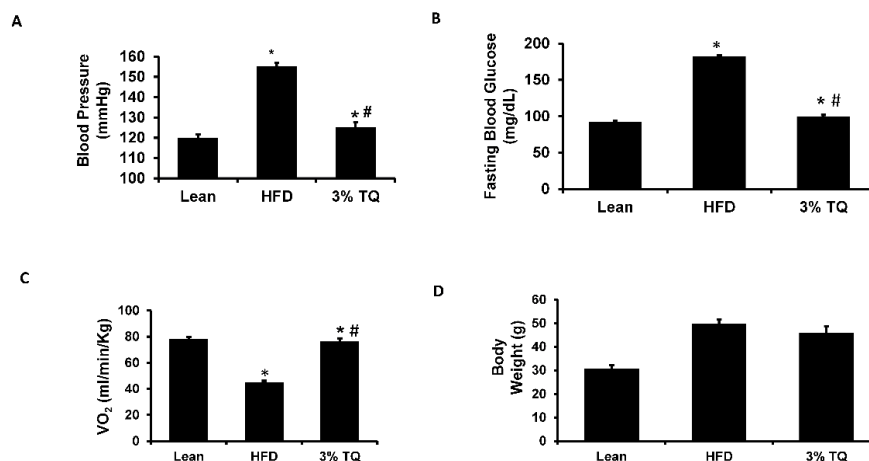 A
Blood Pressure
(mmHg)
160
150
140
130
120
110
100
*
* #
Lean HFD 3% TQ
B
Fasting Blood Glucose
(mg/dL)
200
150
100
50
0
*
* #
Lean HFD 3% TQ
C
VO₂ (ml/min/Kg)
100
80
60
40
20
0
*
* #
Lean HFD 3% TQ
D
Body
Weight (g)
60
50
40
30
20
10
0
Lean HFD 3% TQ